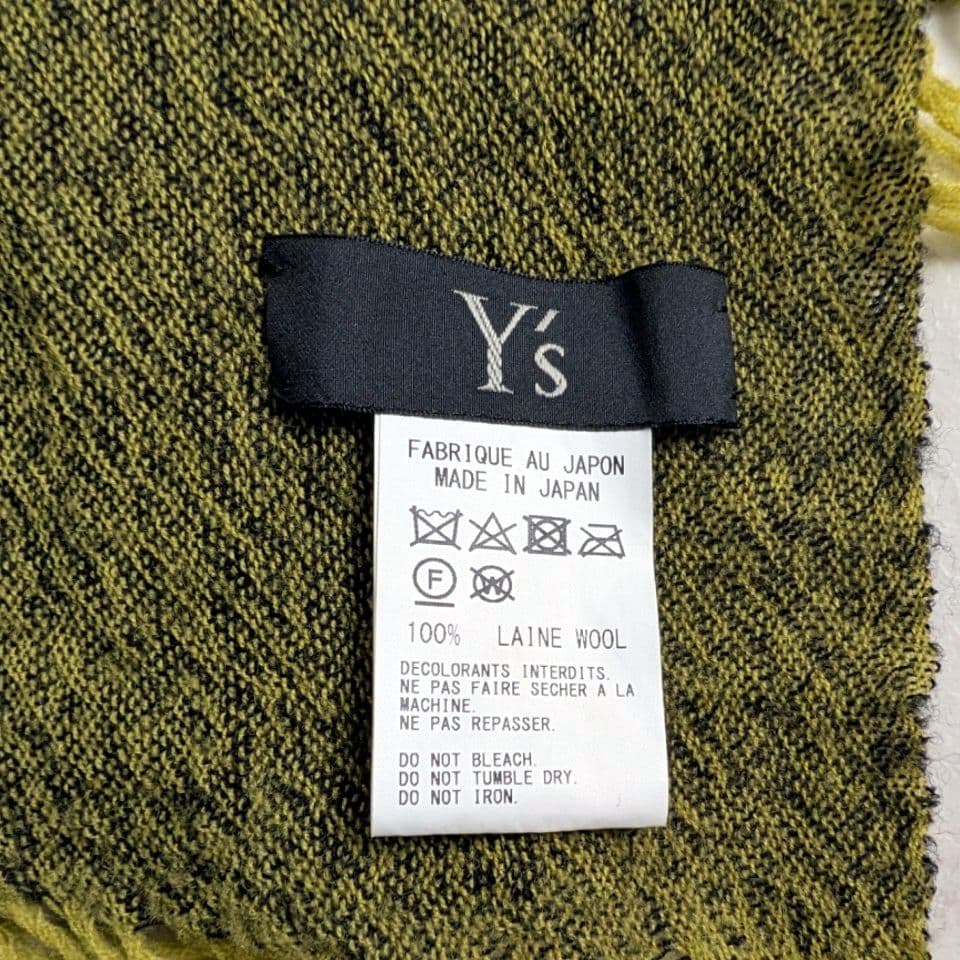 Y's
FABRIQUE AU JAPON
MADE IN JAPAN
F W
100% LAINE WOOL
DECOLORANTS INTERDITS.
NE PAS FAIRE SECHER A LA
MACHINE.
NE PAS REPASSER.
DO NOT BLEACH.
DO NOT TUMBLE DRY.
DO NOT IRON.